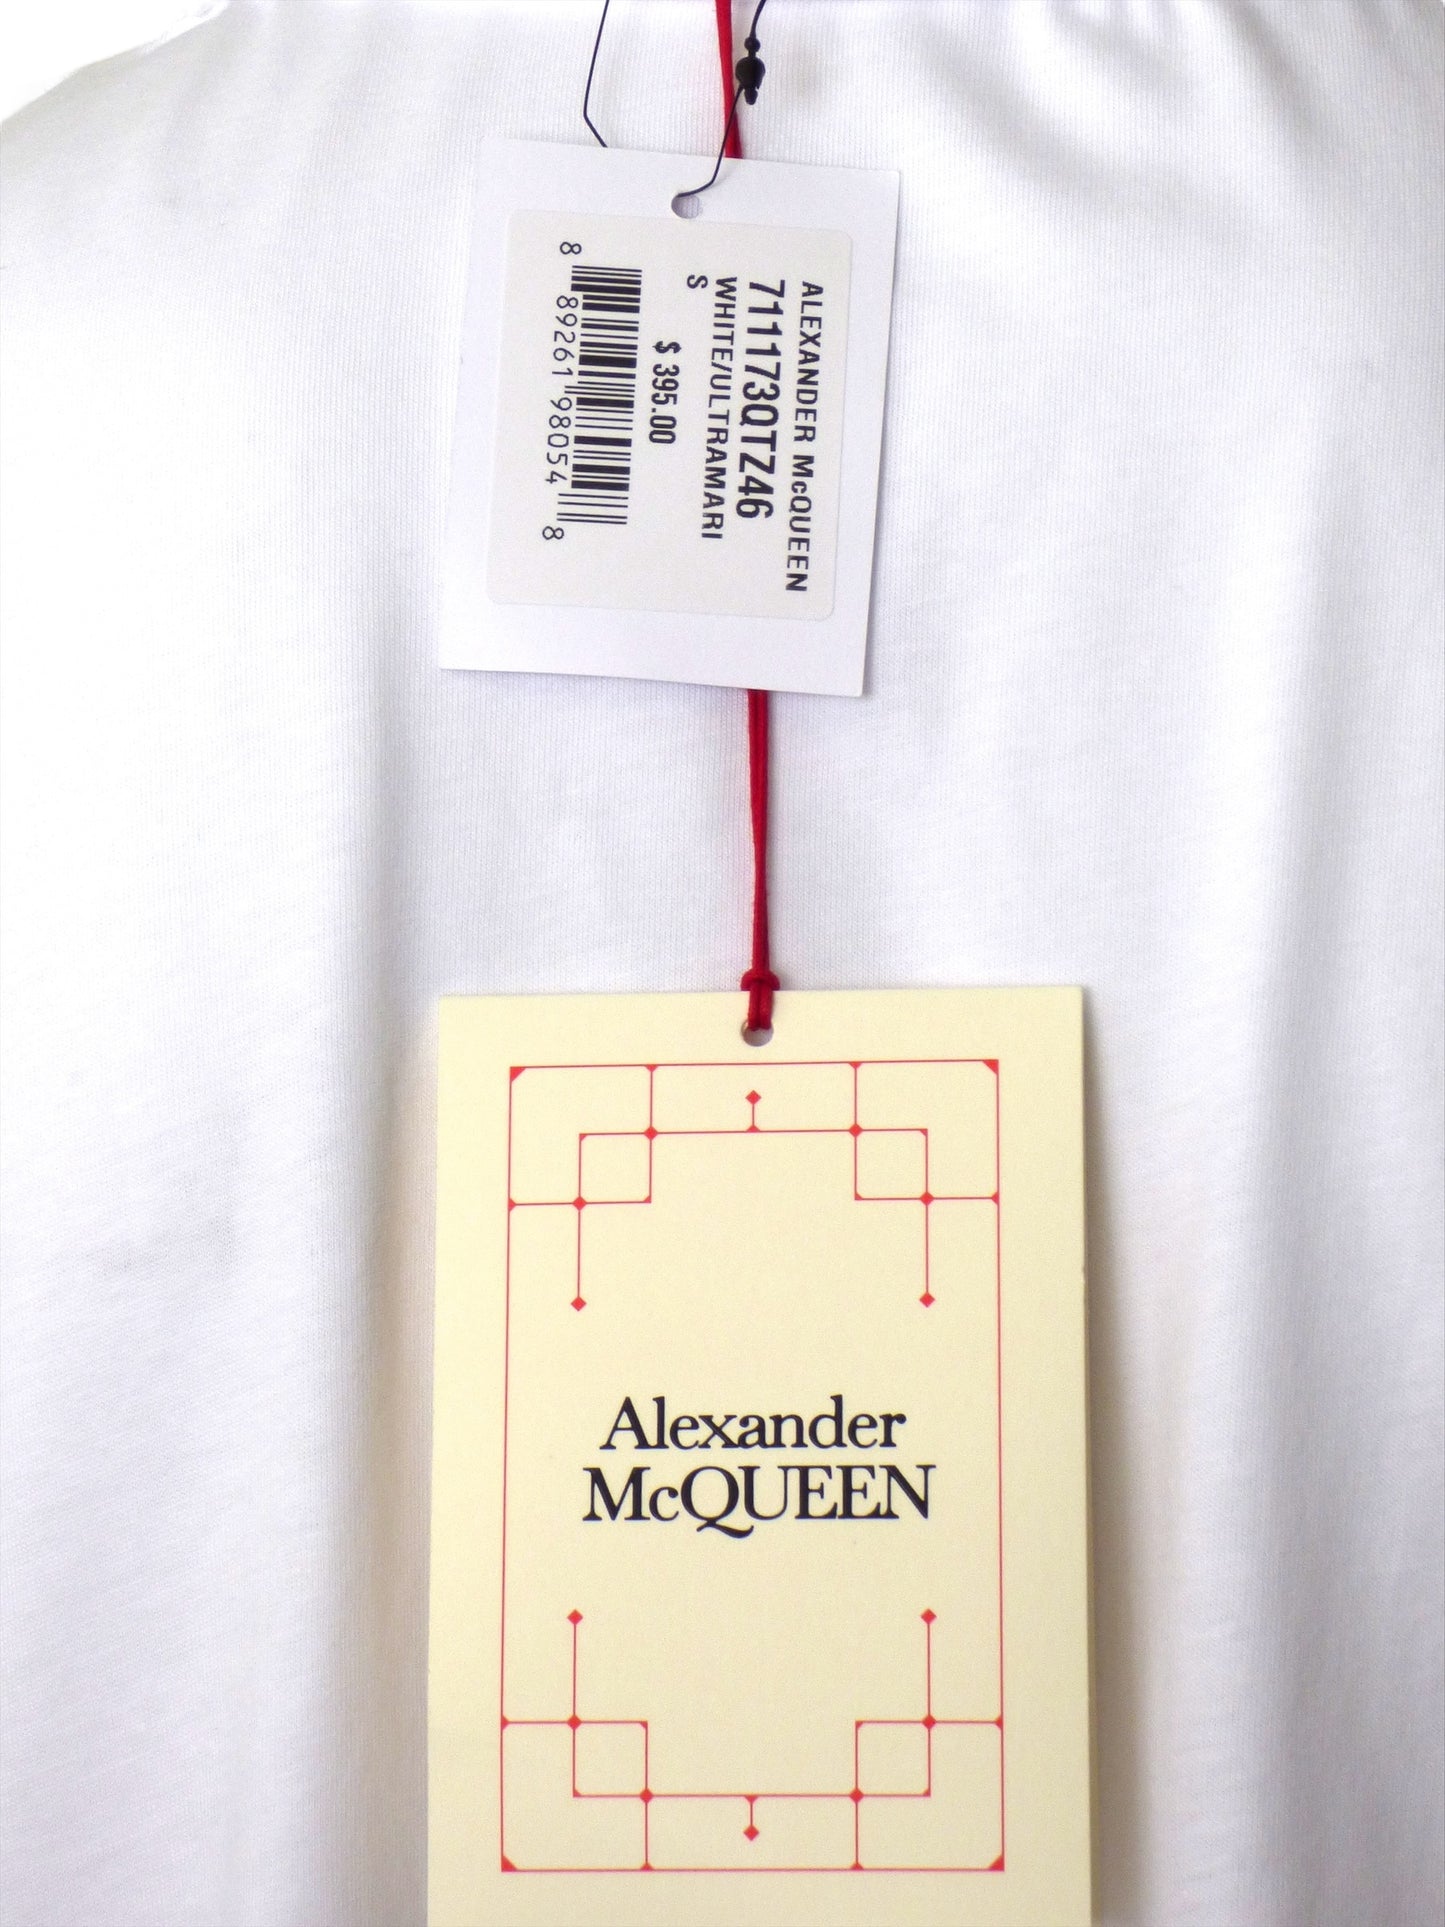 ALEXANDER McQUEEN
711173QTZ46
WHITE/ULTRAMARI
S
$ 395.00
8 89261 98054 8
Alexander
McQUEEN